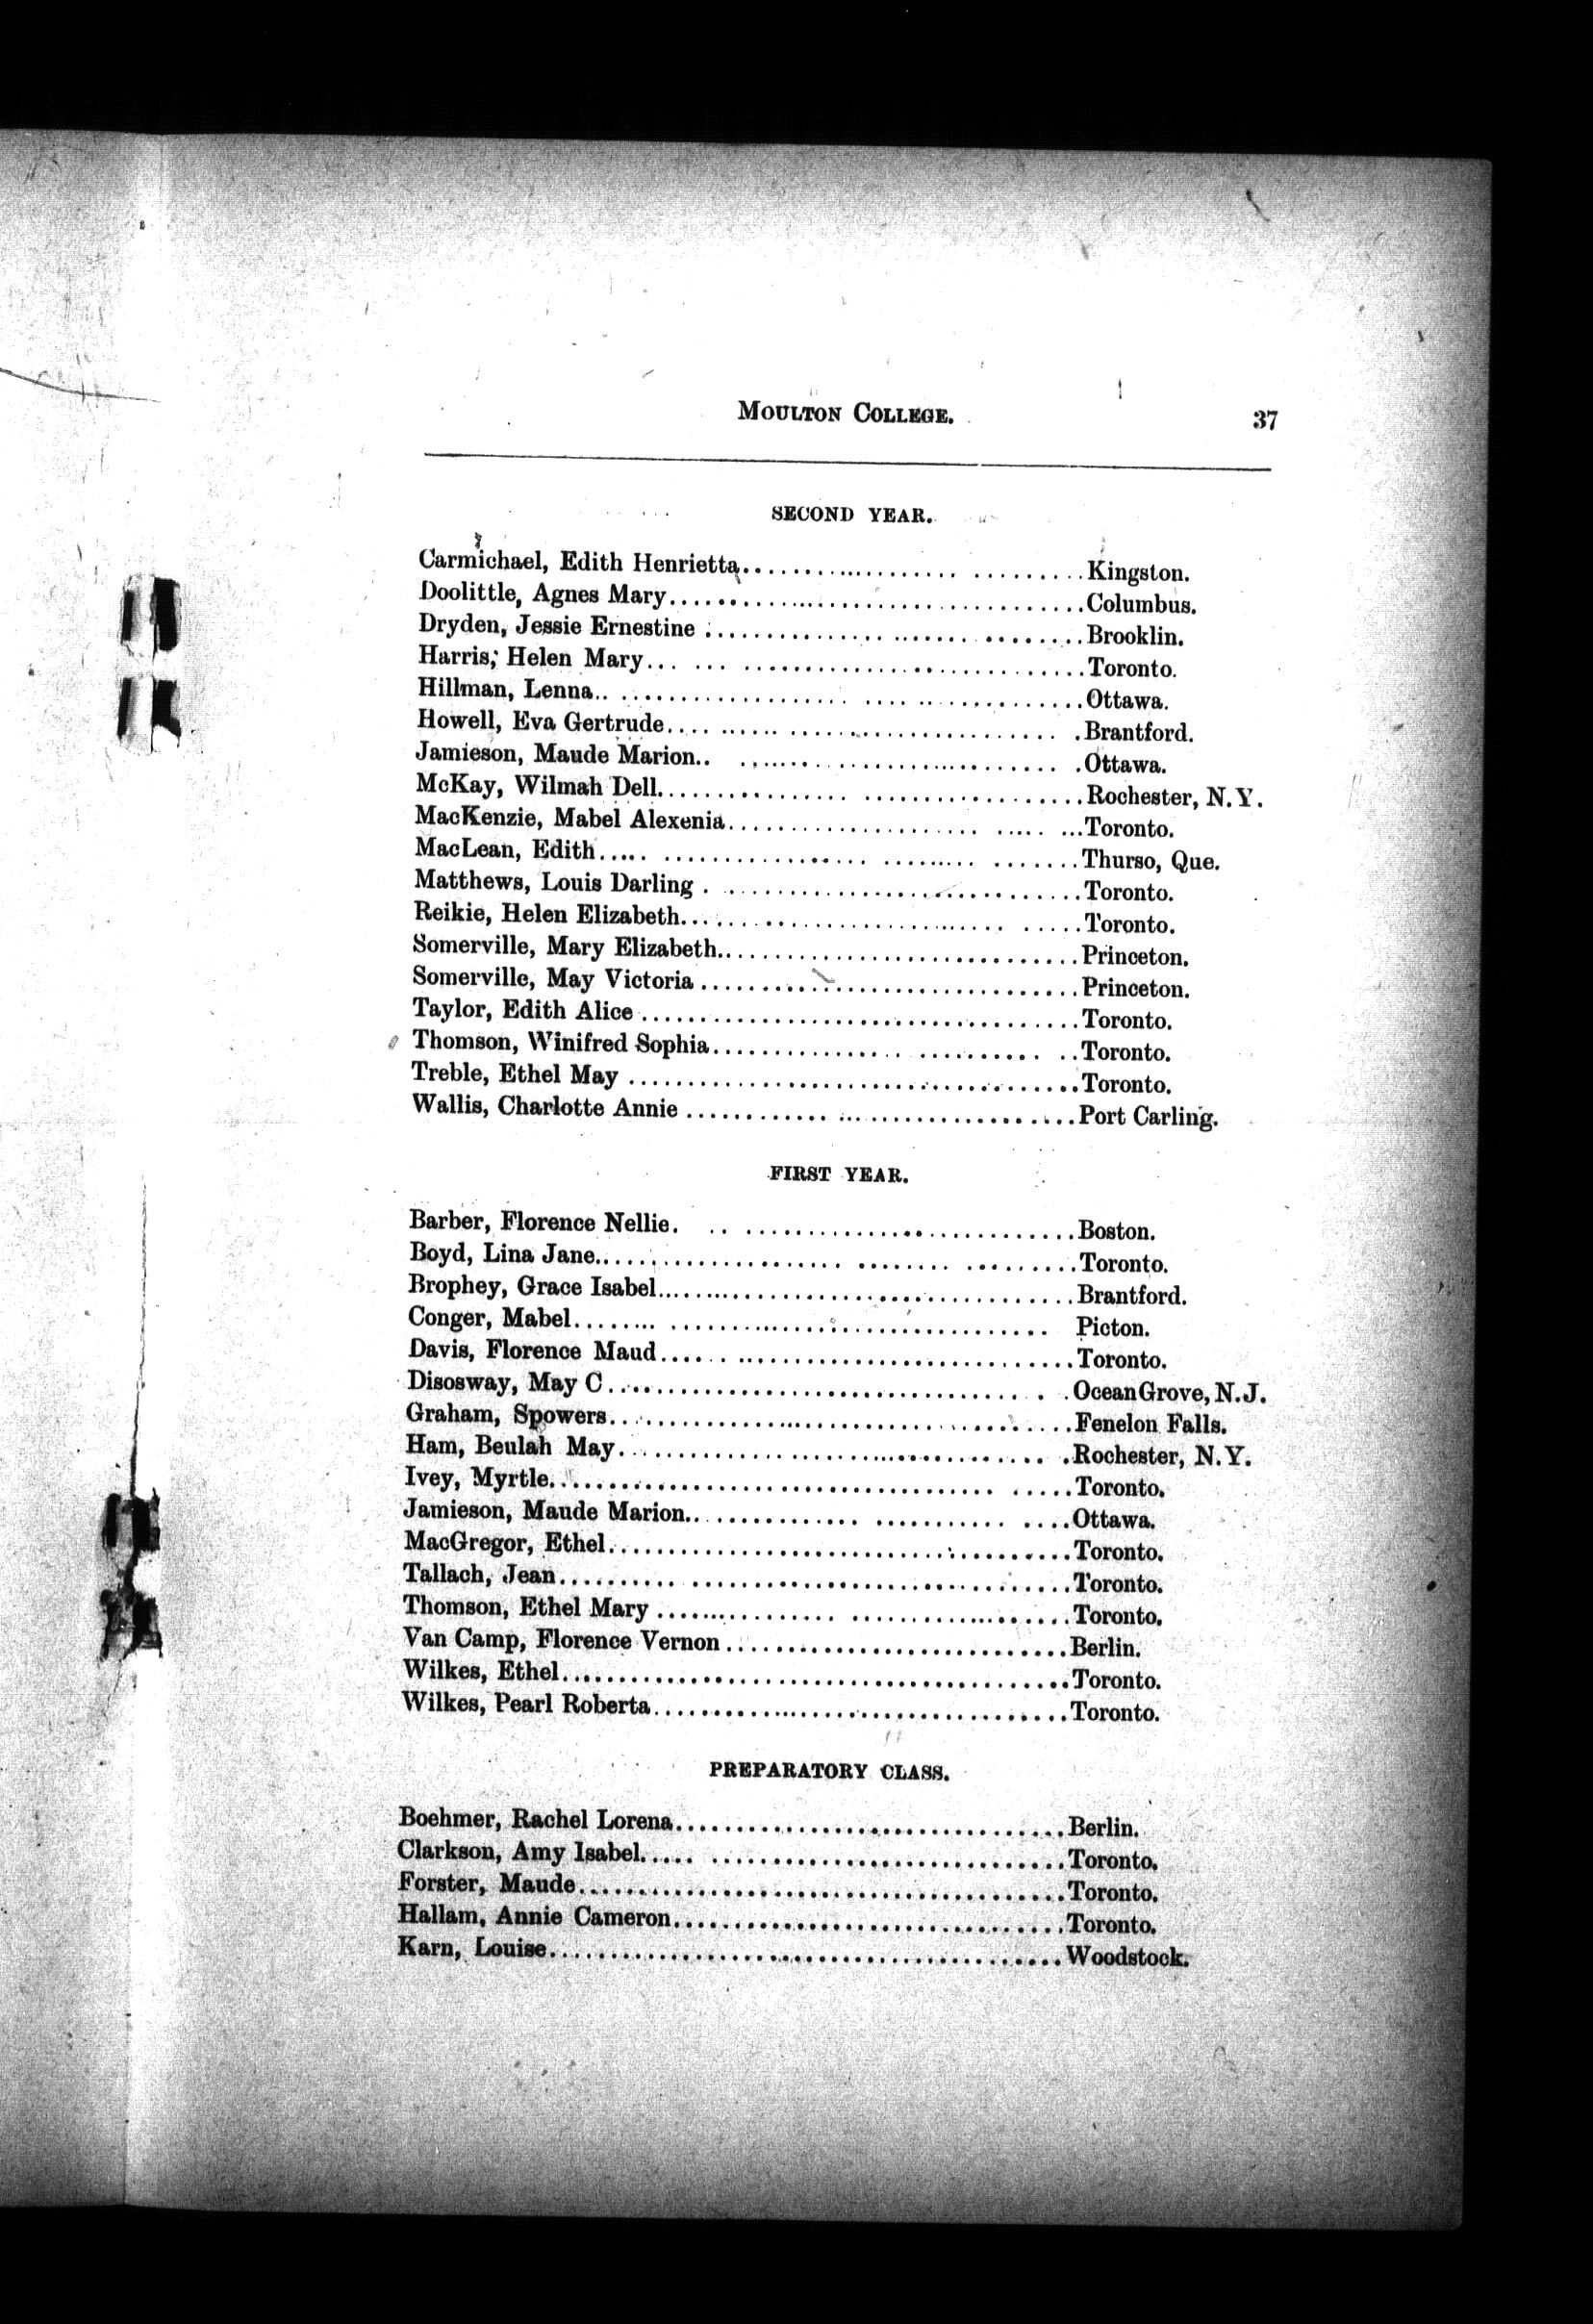 MOULTON COLLEGE. 37
SECOND YEAR.
Carmichael, Edith Henrietta........................Kingston.
Doolittle, Agnes Mary........................Columbus.
Dryden, Jessie Ernestine........................Brooklin.
Harris, Helen Mary........................Toronto.
Hillman, Lenna........................Ottawa.
Howell, Eva Gertrude........................Brantford.
Jamieson, Maude Marion........................Ottawa.
McKay, Wilmah Dell........................Rochester, N.Y.
MacKenzie, Mabel Alexenia........................Toronto.
MacLean, Edith........................Thurso, Que.
Matthews, Louis Darling........................Toronto.
Reikie, Helen Elizabeth........................Toronto.
Somerville, Mary Elizabeth........................Princeton.
Somerville, May Victoria........................Princeton.
Taylor, Edith Alice........................Toronto.
Thomson, Winifred Sophia........................Toronto.
Treble, Ethel May........................Toronto.
Wallis, Charlotte Annie........................Port Carling.
FIRST YEAR.
Barber, Florence Nellie........................Boston.
Boyd, Lina Jane........................Toronto.
Brophey, Grace Isabel........................Brantford.
Conger, Mabel........................Picton.
Davis, Florence Maud........................Toronto.
Disosway, May C........................Ocean Grove, N.J.
Graham, Spowers........................Fenelon Falls.
Ham, Beulah May........................Rochester, N.Y.
Ivey, Myrtle........................Toronto.
Jamieson, Maude Marion........................Ottawa.
MacGregor, Ethel........................Toronto.
Tallach, Jean........................Toronto.
Thomson, Ethel Mary........................Toronto.
Van Camp, Florence Vernon........................Berlin.
Wilkes, Ethel........................Toronto.
Wilkes, Pearl Roberta........................Toronto.
PREPARATORY CLASS.
Boehmer, Rachel Lorena........................Berlin.
Clarkson, Amy Isabel........................Toronto.
Forster, Maude........................Toronto.
Hallam, Annie Cameron........................Toronto.
Karn, Louise........................Woodstock.